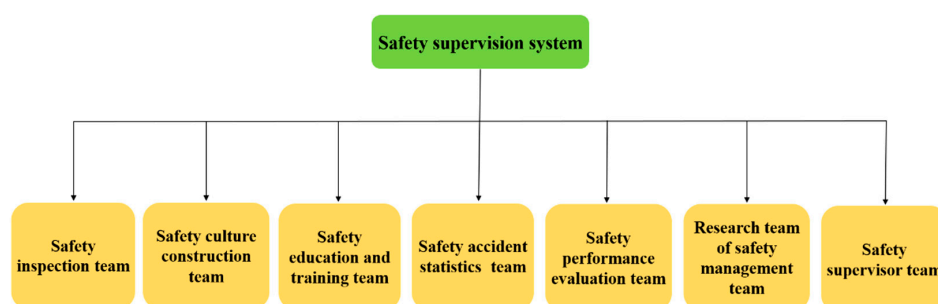 Safety supervision system
Safety
inspection team
Safety culture
construction
team
Safety
education and
training team
Safety accident
statistics team
Safety
performance
evaluation team
Research team
of safety
management
team
Safety
supervisor team